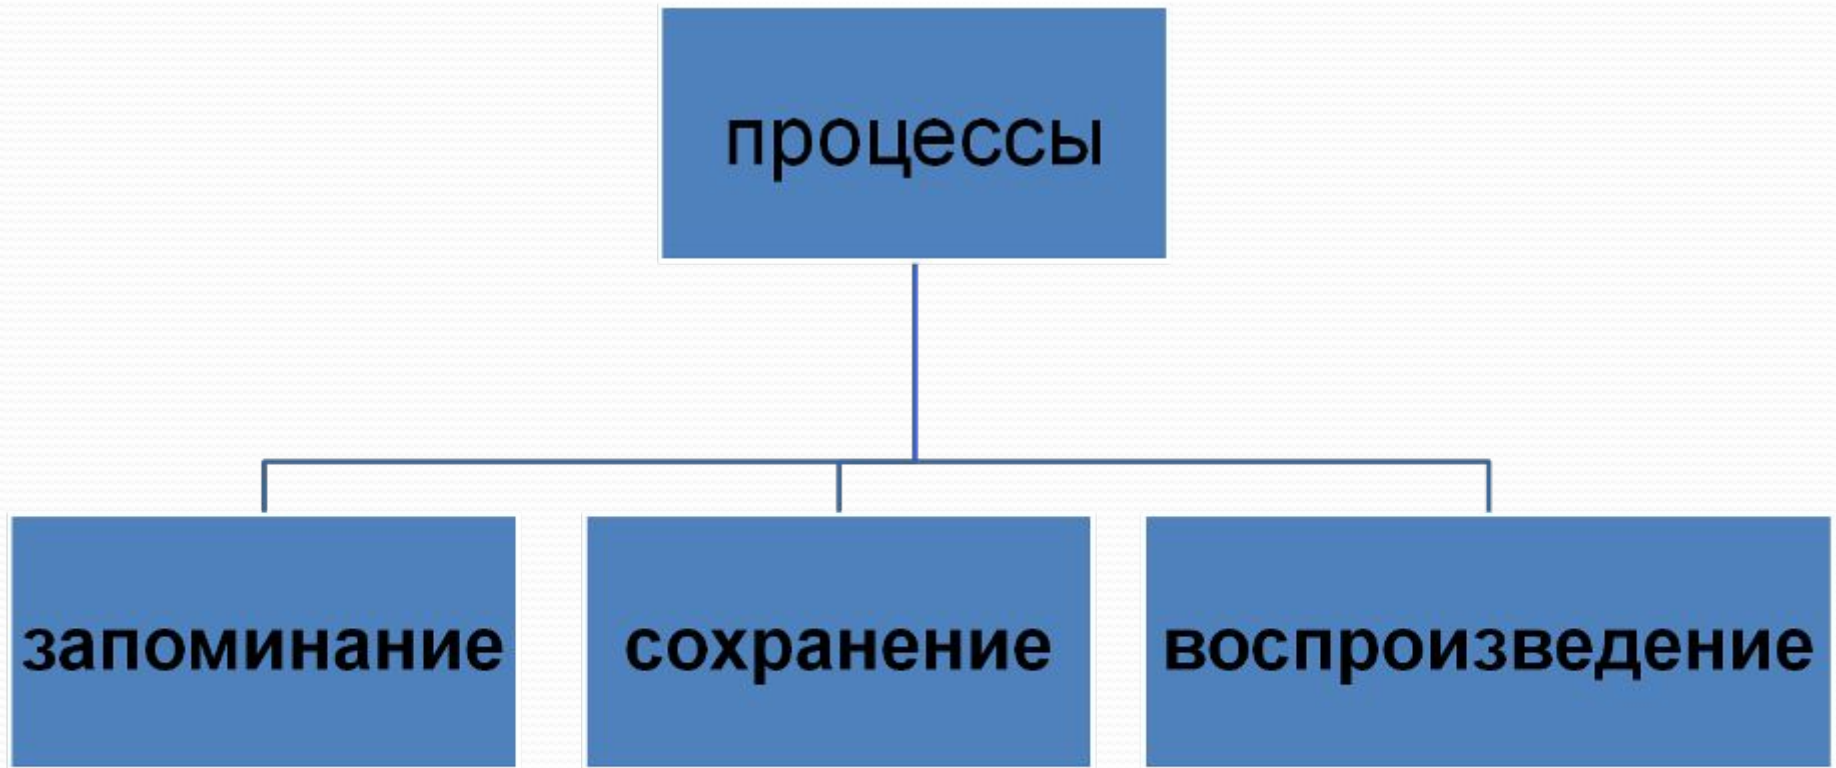 процессы
запоминание
сохранение
воспроизведение